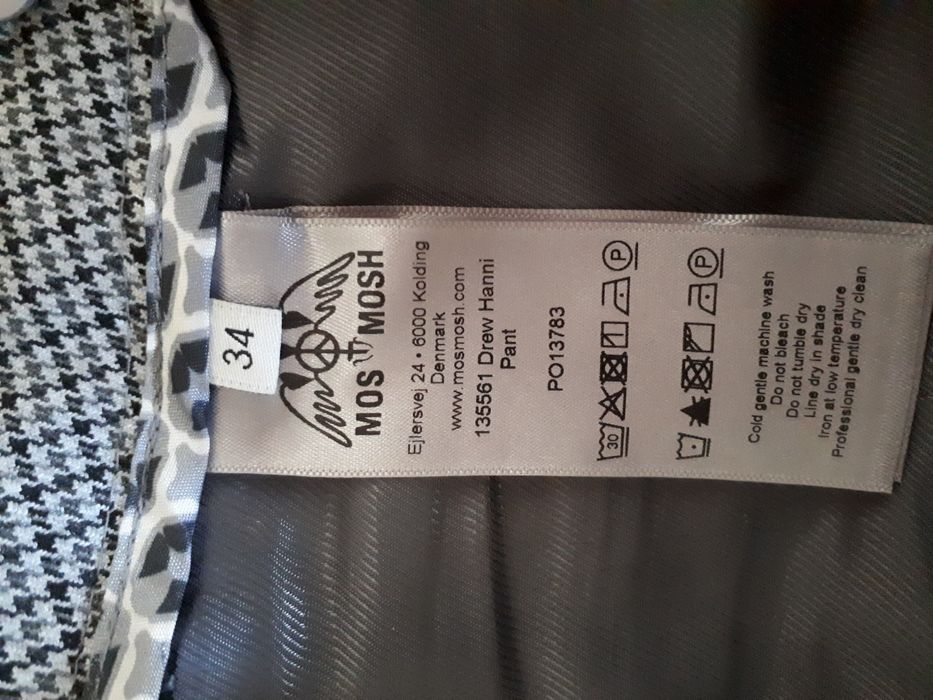 34
MOS MOSH
Ejlersvej 24 • 6000 Kolding
Denmark
www.mosmosh.com
135561 Drew Hanni
Pant
PO13783
30 P
P
Cold gentle machine wash
Do not bleach
Do not tumble dry
Line dry in shade
Iron at low temperature
Professional gentle dry clean